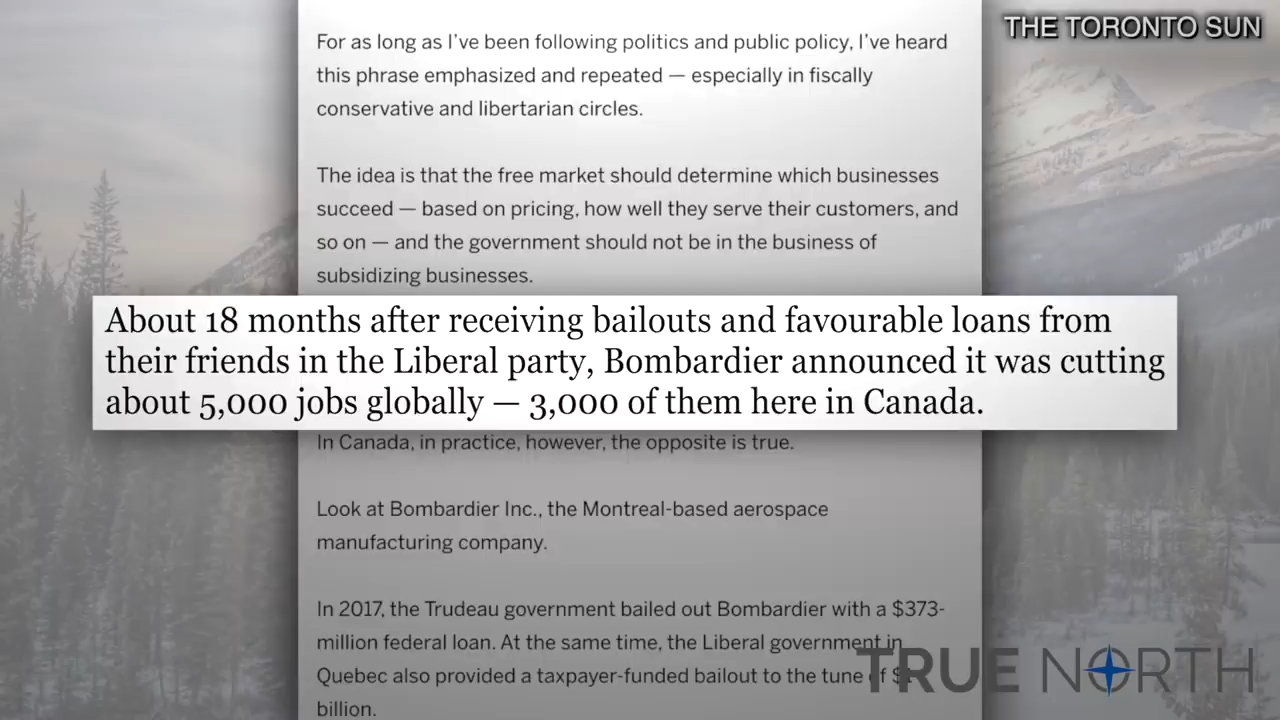 THE TORONTO SUN
For as long as I've been following politics and public policy, I've heard
this phrase emphasized and repeated — especially in fiscally
conservative and libertarian circles.
The idea is that the free market should determine which businesses
succeed — based on pricing, how well they serve their customers, and
so on — and the government should not be in the business of
subsidizing businesses.
About 18 months after receiving bailouts and favourable loans from
their friends in the Liberal party, Bombardier announced it was cutting
about 5,000 jobs globally — 3,000 of them here in Canada.
In Canada, in practice, however, the opposite is true.
Look at Bombardier Inc., the Montreal-based aerospace
manufacturing company.
In 2017, the Trudeau government bailed out Bombardier with a $373-
million federal loan. At the same time, the Liberal government in
Quebec also provided a taxpayer-funded bailout to the tune of
billion.
TRUE NORTH